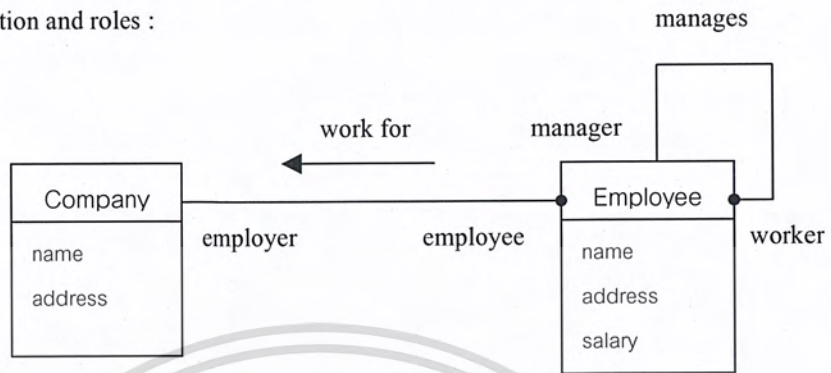 tion and roles :
manages
work for
manager
Company
Employee
employer
employee
worker
name
address
name
address
salary